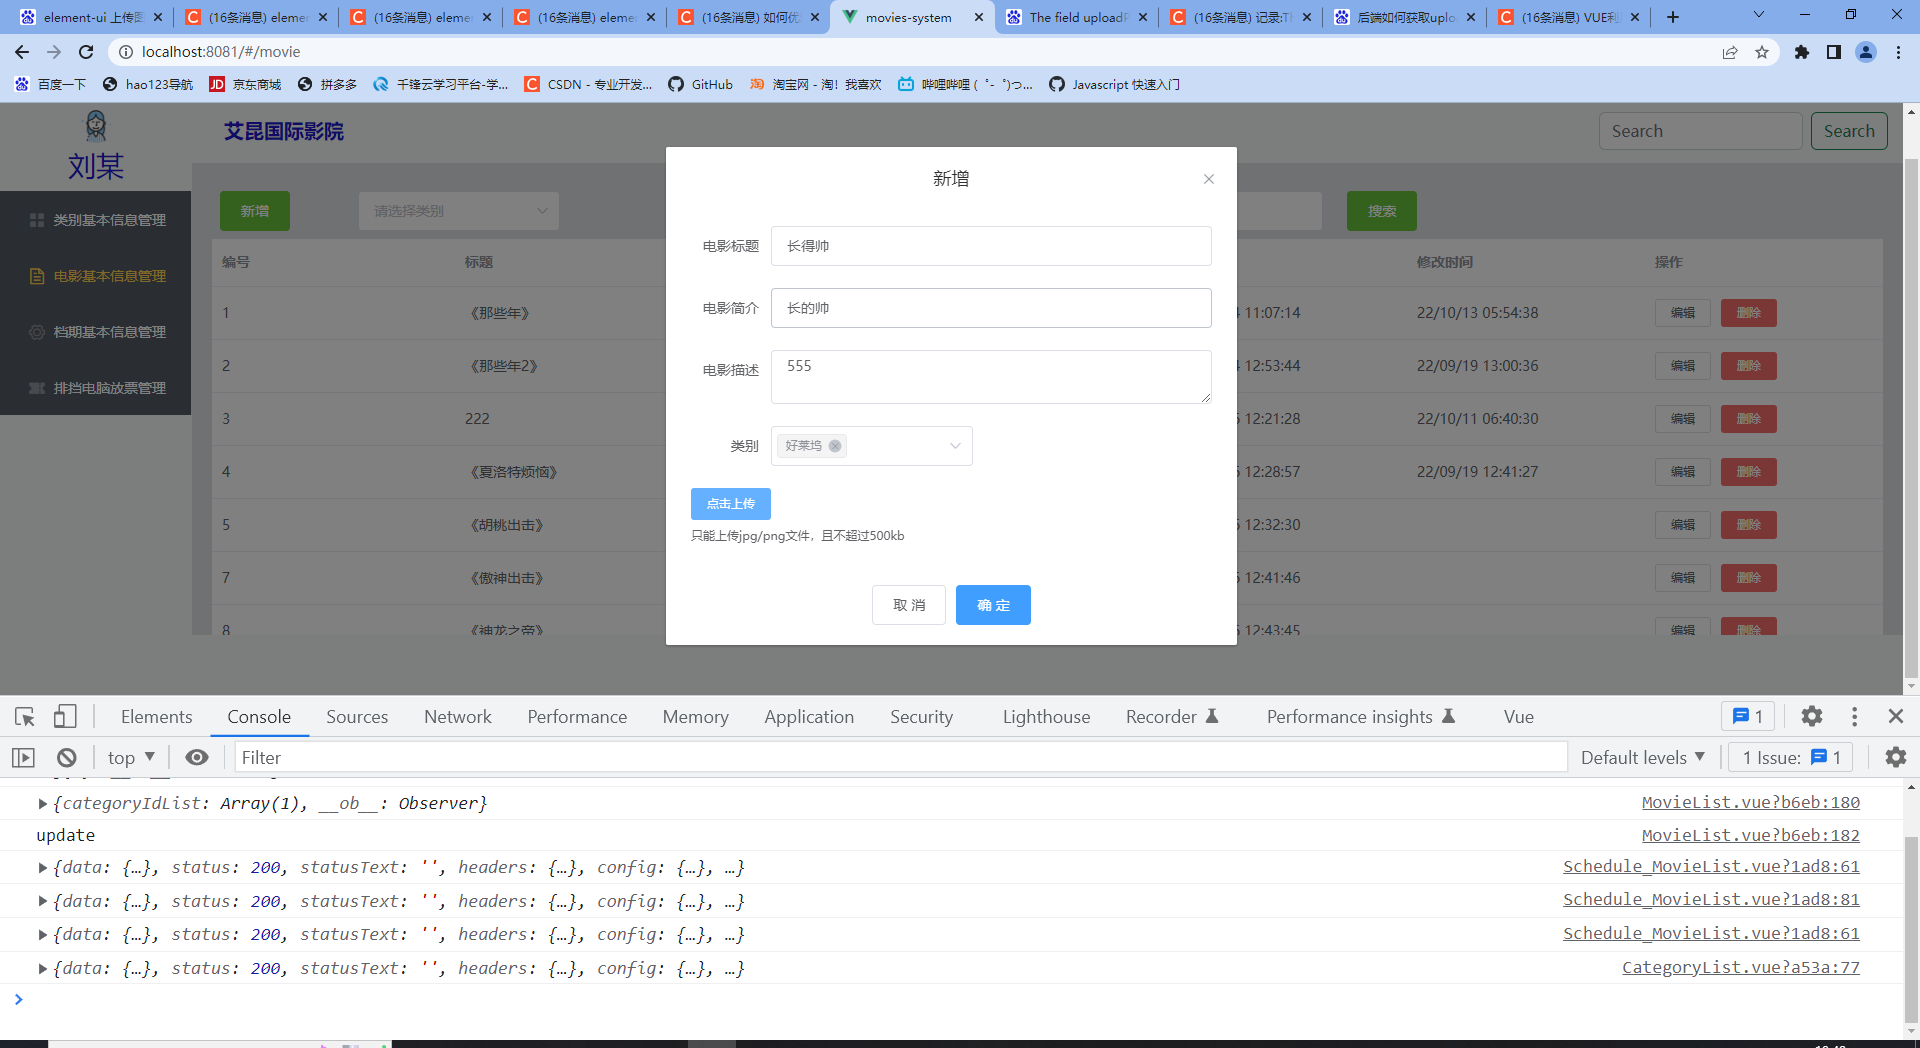 element-ui 上传图
(16条消息) eleme
(16条消息) eleme
(16条消息) eleme
(16条消息) 如何优
movies-system
The field upload
(16条消息) 记录:T
后端如何获取uplo
(16条消息) VUE利
localhost:8081/#/movie
百度一下
hao123导航
京东商城
拼多多
千锋云学习平台-学...
CSDN - 专业开发...
GitHub
淘宝网 - 淘！我喜欢
哔哩哔哩 ( ゜- ゜)つ...
Javascript 快速入门
刘某
艾昆国际影院
Search
Search
类别基本信息管理
电影基本信息管理
档期基本信息管理
排挡电脑放票管理
新增
请选择类别
搜索
编号 标题 修改时间 操作
1 《那些年》 11:07:14 22/10/13 05:54:38 编辑 删除
2 《那些年2》 12:53:44 22/09/19 13:00:36 编辑 删除
3 222 12:21:28 22/10/11 06:40:30 编辑 删除
4 《夏洛特烦恼》 12:28:57 22/09/19 12:41:27 编辑 删除
5 《胡桃出击》 12:32:30 编辑 删除
7 《傲神出击》 12:41:46 编辑 删除
8 《神龙之帝》 12:43:45 编辑 删除
新增
电影标题 长得帅
电影简介 长的帅
电影描述 555
类别 好莱坞
点击上传
只能上传jpg/png文件，且不超过500kb
取 消 确 定
Elements Console Sources Network Performance Memory Application Security Lighthouse Recorder Performance insights Vue 1
top Filter Default levels 1 Issue: 1
{categoryIdList: Array(1), __ob__: Observer} MovieList.vue?b6eb:180
update MovieList.vue?b6eb:182
{data: {…}, status: 200, statusText: '', headers: {…}, config: {…}, …} Schedule_MovieList.vue?1ad8:61
{data: {…}, status: 200, statusText: '', headers: {…}, config: {…}, …} Schedule_MovieList.vue?1ad8:81
{data: {…}, status: 200, statusText: '', headers: {…}, config: {…}, …} Schedule_MovieList.vue?1ad8:61
{data: {…}, status: 200, statusText: '', headers: {…}, config: {…}, …} CategoryList.vue?a53a:77